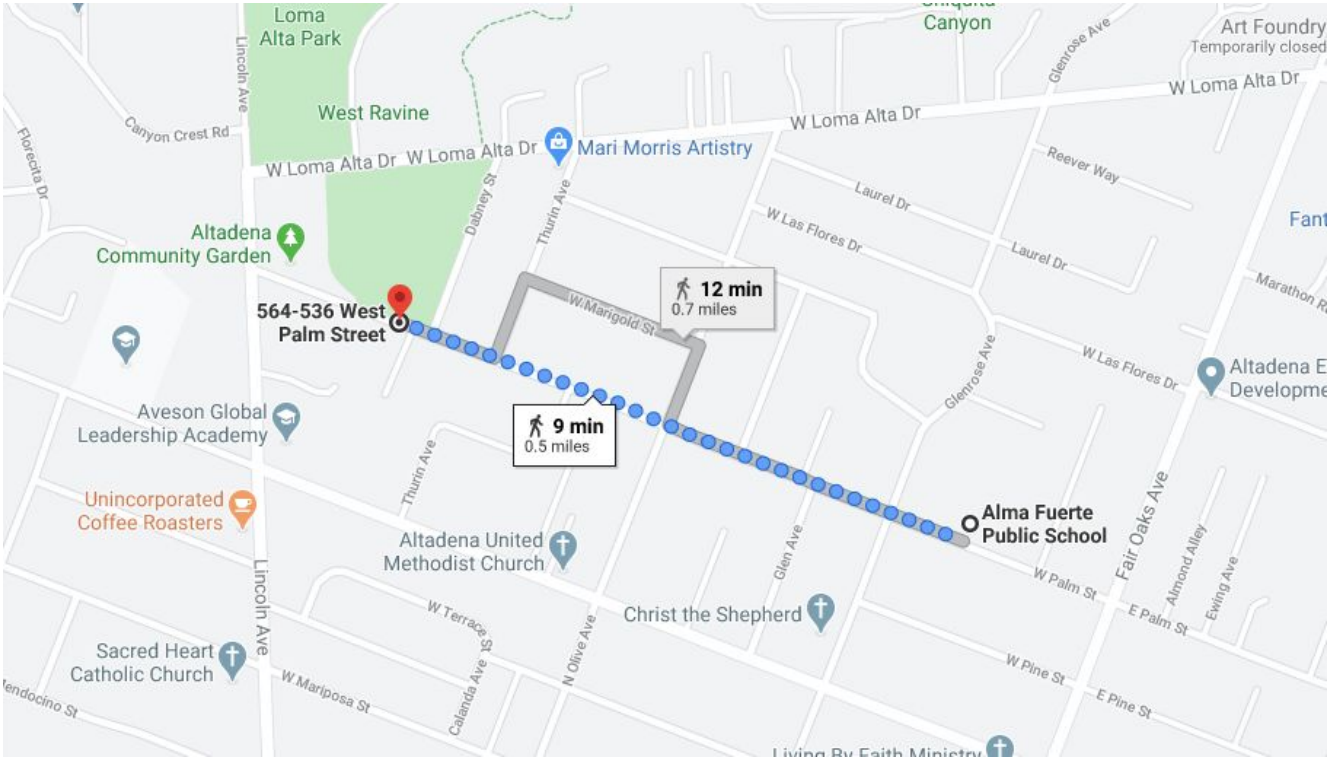 Loma
Alta Park
Chiquita
Canyon
Glenrose Ave
Art Foundry
Temporarily closed
Lincoln Ave
Canyon Crest Rd
West Ravine
W Loma Alta Dr
W Loma Alta Dr
W Loma Alta Dr
W Loma Alta Dr
Florecita Dr
Mari Morris Artistry
Reever Way
Dabney St
Thurin Ave
Laurel Dr
W Las Flores Dr
Laurel Dr
Fant
Altadena
Community Garden
Marathon R
W Marigold St
12 min
0.7 miles
564-536 West
Palm Street
Glenrose Ave
W Las Flores Dr
Altadena E
Developme
Aveson Global
Leadership Academy
9 min
0.5 miles
Thurin Ave
Unincorporated
Coffee Roasters
Alma Fuerte
Public School
Fair Oaks Ave
Altadena United
Methodist Church
Glen Ave
Almond Alley
Ewing Ave
W Palm St
E Palm St
Lincoln Ave
W Terrace St
Christ the Shepherd
N Olive Ave
Sacred Heart
Catholic Church
W Mariposa St
Calanda Ave
W Pine St
E Pine St
endocino St
Living By Faith Ministry